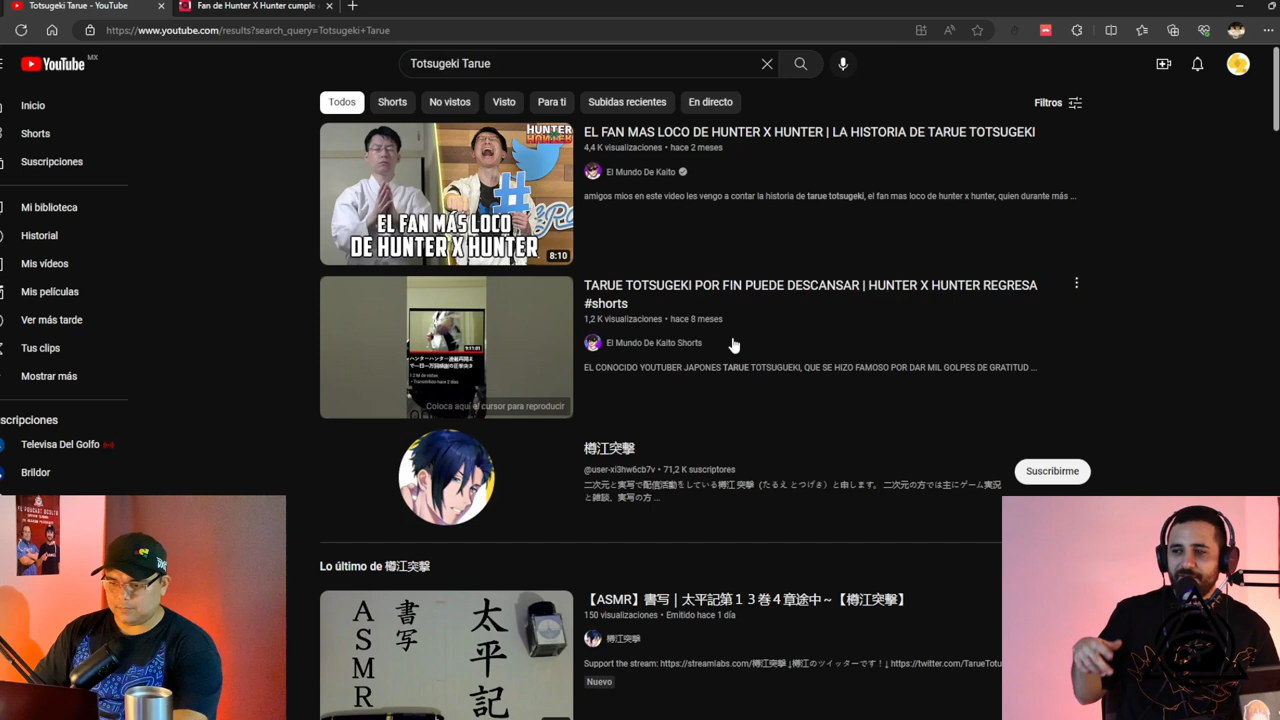 Totsugeki Tarue - YouTube
Fan de Hunter X Hunter cumple
https://www.youtube.com/results?search_query=Totsugeki+Tarue
YouTube MX
Totsugeki Tarue
Todos
Shorts
No vistos
Visto
Para ti
Subidas recientes
En directo
Filtros
Inicio
Shorts
Suscripciones
Mi biblioteca
Historial
Mis vídeos
Mis películas
Ver más tarde
Tus clips
Mostrar más
uscripciones
Televisa Del Golfo
Brildor
HUNTER
HUNTER
#
EL FAN MÁS LOCO
DE HUNTER X HUNTER
8:10
EL FAN MAS LOCO DE HUNTER X HUNTER | LA HISTORIA DE TARUE TOTSUGEKI
4,4 K visualizaciones • hace 2 meses
El Mundo De Kaito
amigos mios en este video les vengo a contar la historia de tarue totsugeki, el fan mas loco de hunter x hunter, quien durante más ...
9:11:01
Coloca aquí el cursor para reproducir
TARUE TOTSUGEKI POR FIN PUEDE DESCANSAR | HUNTER X HUNTER REGRESA
#shorts
1,2 K visualizaciones • hace 8 meses
El Mundo De Kaito Shorts
EL CONOCIDO YOUTUBER JAPONES TARUE TOTSUGUEKI, QUE SE HIZO FAMOSO POR DAR MIL GOLPES DE GRATITUD ...
樽江突撃
@user-xi3hw6cb7v • 71,2 K suscriptores
二次元と実写で配信活動をしている樽江 突撃（たるえ とつげき）と申します。 二次元の方では主にゲーム実況
と雑談、実写の方 ...
Suscribirme
Lo último de 樽江突撃
ASMR
書写
太平記
【ASMR】書写｜太平記第１３巻４章途中～【樽江突撃】
150 visualizaciones • Emitido hace 1 día
樽江突撃
Support the stream: https://streamlabs.com/樽江突撃 ↓樽江のツイッターです！↓ https://twitter.com/TarueTotu
Nuevo